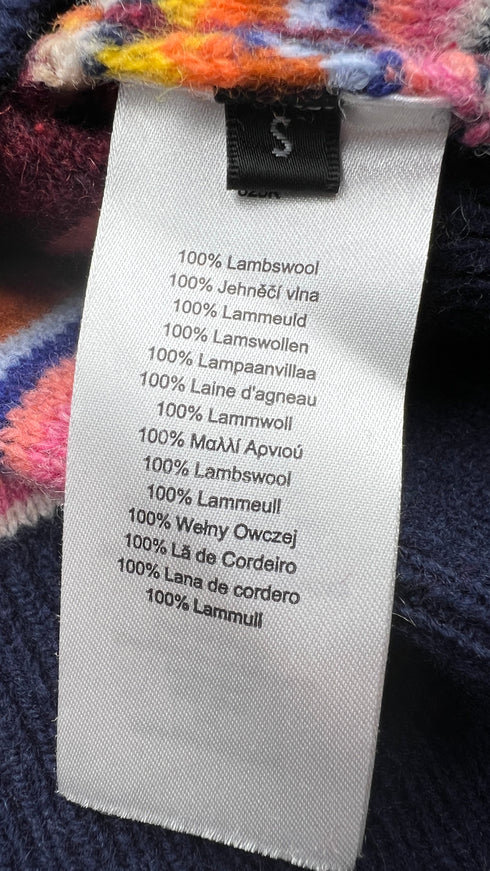 S
100% Lambswool
100% Jehněčí vlna
100% Lammeuld
100% Lamswollen
100% Lampaanvillaa
100% Laine d'agneau
100% Lammwoll
100% Μαλλί Αρνιού
100% Lambswool
100% Lammeull
100% Wełny Owczej
100% Lã de Cordeiro
100% Lana de cordero
100% Lammull